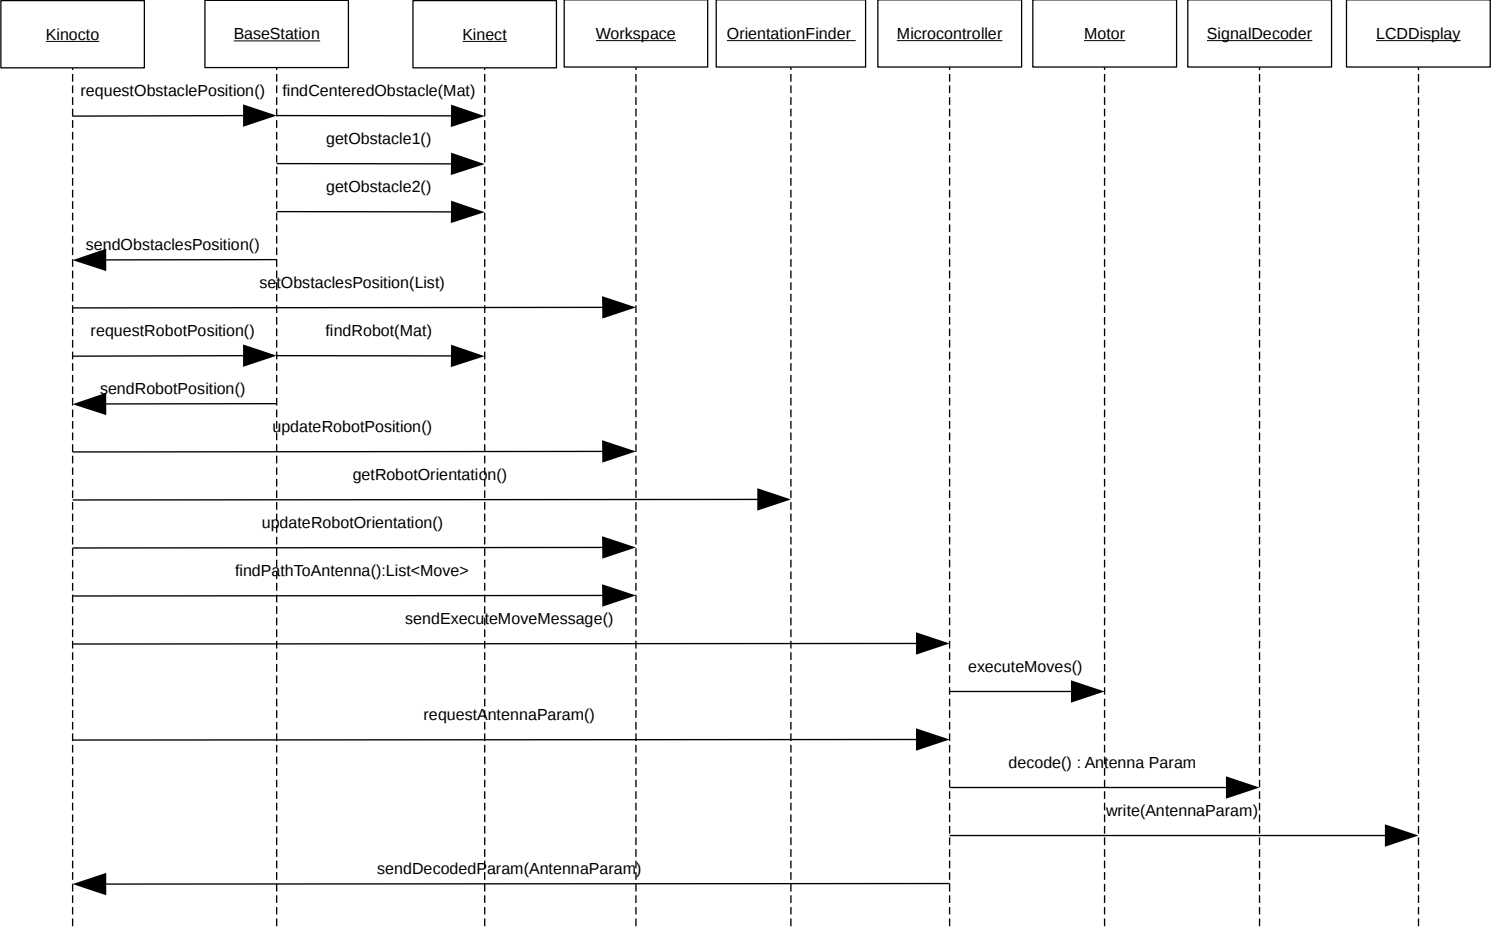 Kinocto
BaseStation
Kinect
Workspace
OrientationFinder
Microcontroller
Motor
SignalDecoder
LCDDisplay
requestObstaclePosition()
findCenteredObstacle(Mat)
getObstacle1()
getObstacle2()
sendObstaclesPosition()
setObstaclesPosition(List)
requestRobotPosition()
findRobot(Mat)
sendRobotPosition()
updateRobotPosition()
getRobotOrientation()
updateRobotOrientation()
findPathToAntenna():List<Move>
sendExecuteMoveMessage()
executeMoves()
requestAntennaParam()
decode() : Antenna Param
write(AntennaParam)
sendDecodedParam(AntennaParam)